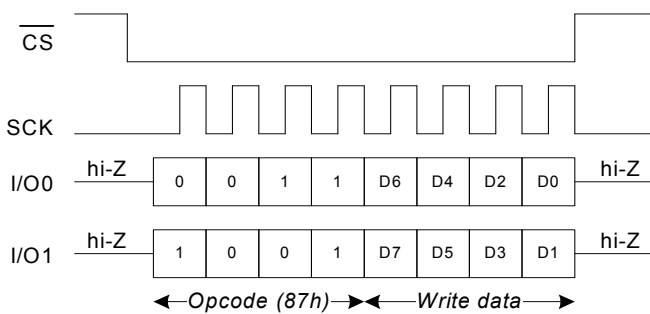 CS
SCK
I/O0 hi-Z 0 0 1 1 D6 D4 D2 D0 hi-Z
I/O1 hi-Z 1 0 0 1 D7 D5 D3 D1 hi-Z
Opcode (87h) Write data